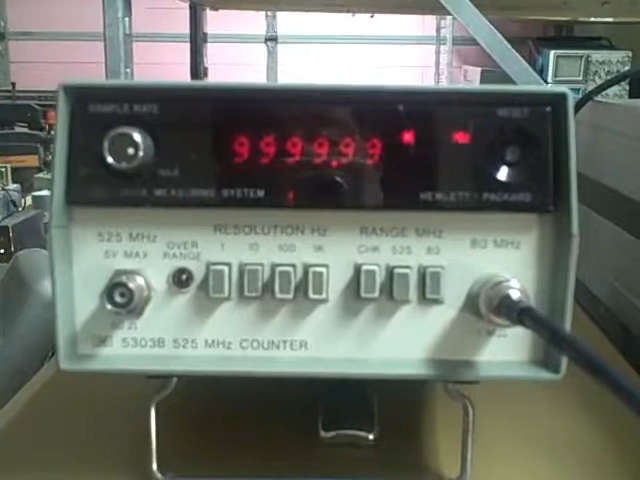 SAMPLE RATE
RESET
9999.99
HOLD
MEASURING SYSTEM
HEWLETT-PACKARD
RESOLUTION Hz
RANGE MHz
525 MHz
80 MHz
5V MAX
OVER RANGE
1 10 100 1K
CHK 525 80
5303B 525 MHz COUNTER